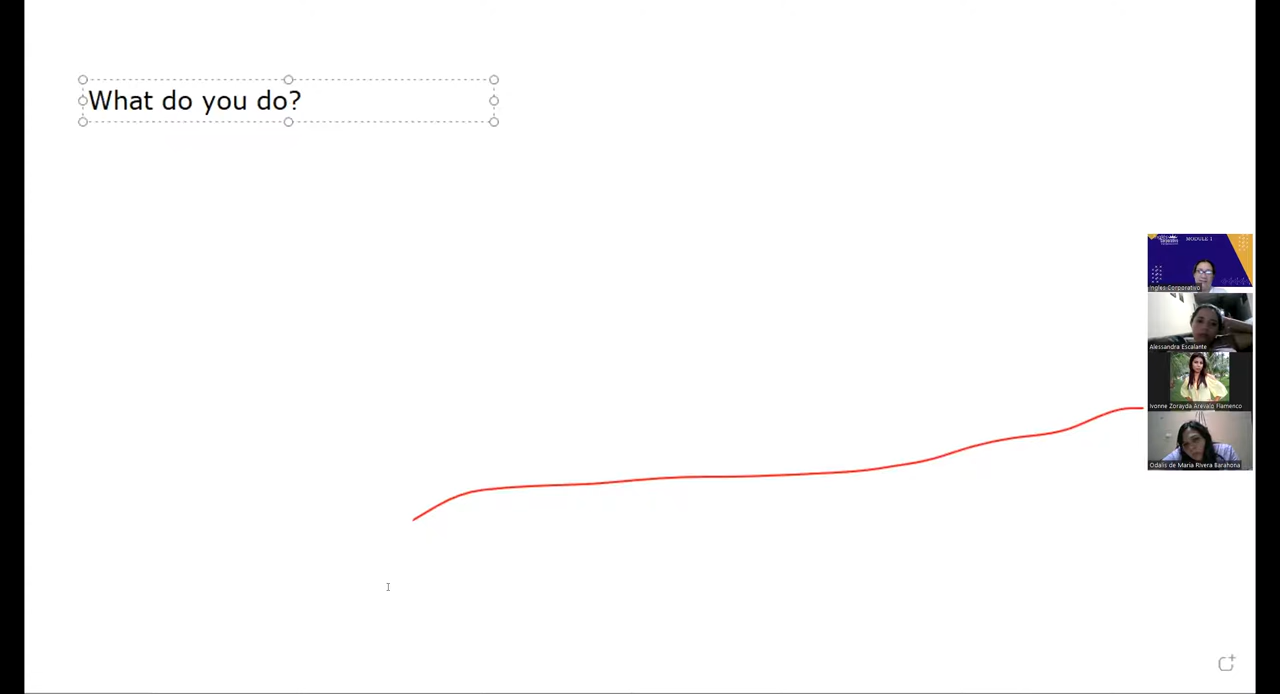 What do you do?
MODULE 1
Ingles Corporativo
Alessandra Escalante
Ivonne Zorayda Arevalo Flamenco
Odalis de Maria Rivera Barahona